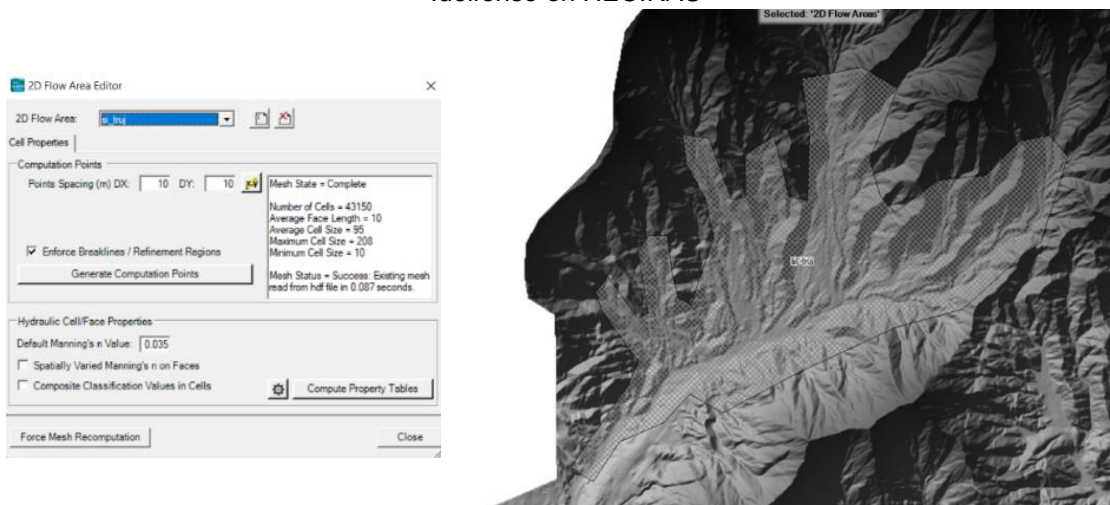 Ildefonso en HECRAS
2D Flow Area Editor
2D Flow Area: si_truj
Cell Properties
Computation Points
Points Spacing (m) DX: 10 DY: 10
Enforce Breaklines / Refinement Regions
Generate Computation Points
Mesh State = Complete
Number of Cells = 43150
Average Face Length = 10
Average Cell Size = 95
Maximum Cell Size = 208
Minimum Cell Size = 10
Mesh Status = Success: Existing mesh
read from hdf file in 0.087 seconds.
Hydraulic Cell/Face Properties
Default Manning's n Value: 0.035
Spatially Varied Manning's n on Faces
Composite Classification Values in Cells
Compute Property Tables
Force Mesh Recomputation
Close
Selected: '2D Flow Areas'